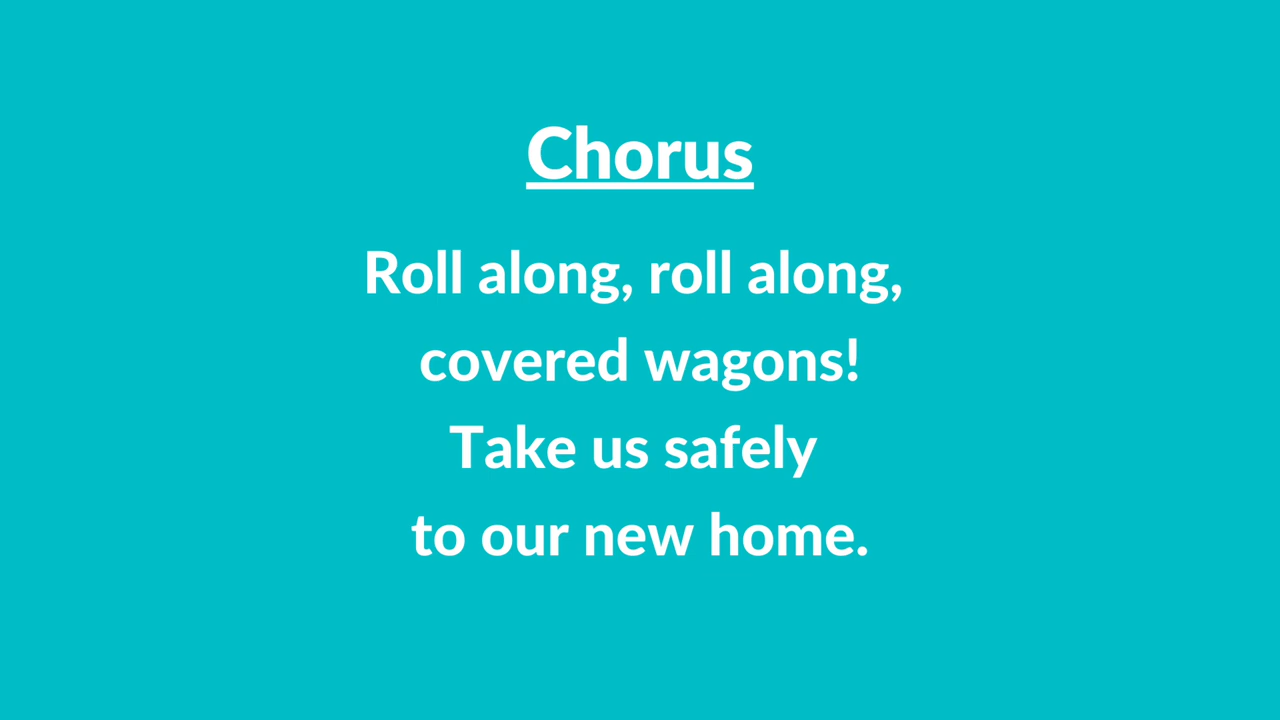 Chorus
Roll along, roll along,
covered wagons!
Take us safely
to our new home.